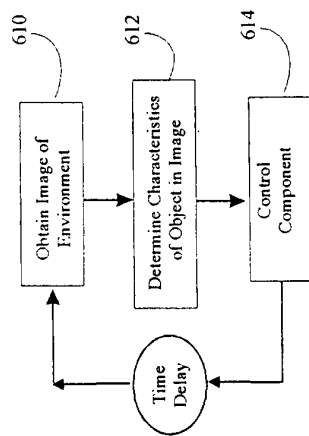 610
Obtain Image of
Environment
612
Determine Characteristics
of Object in Image
614
Control
Component
Time
Delay